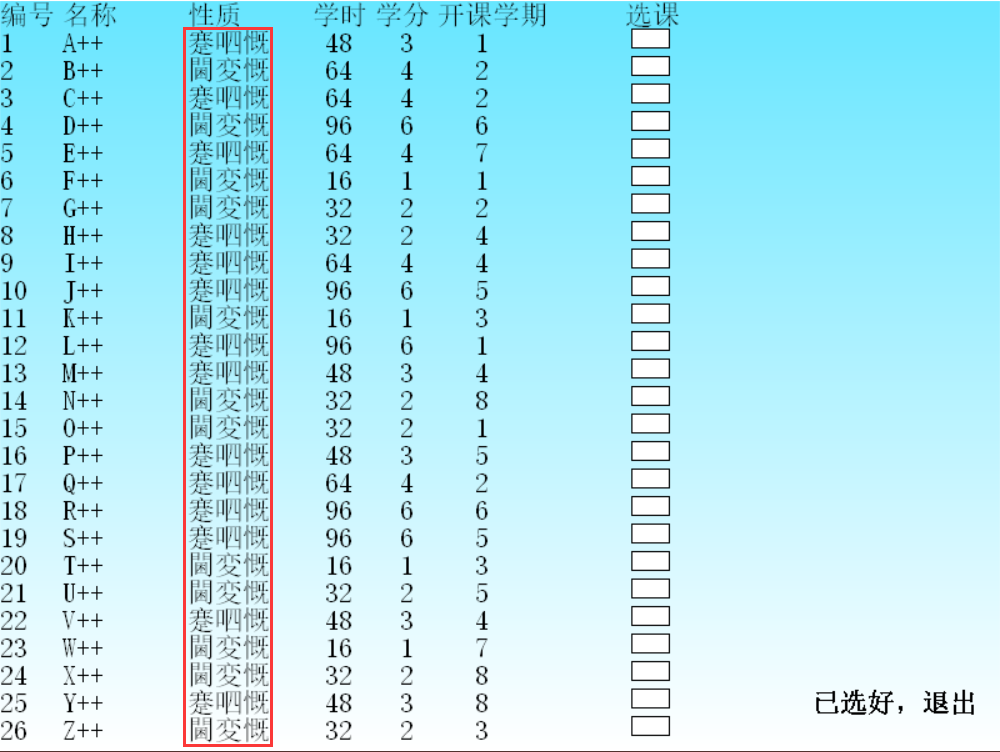 编号 名称 性质 学时 学分 开课学期 选课
1 A++ 蹇呬慨 48 3 1
2 B++ 閫変慨 64 4 2
3 C++ 蹇呬慨 64 4 2
4 D++ 閫変慨 96 6 6
5 E++ 蹇呬慨 64 4 7
6 F++ 閫変慨 16 1 1
7 G++ 閫変慨 32 2 2
8 H++ 蹇呬慨 32 2 4
9 I++ 蹇呬慨 64 4 4
10 J++ 蹇呬慨 96 6 5
11 K++ 閫変慨 16 1 3
12 L++ 蹇呬慨 96 6 1
13 M++ 蹇呬慨 48 3 4
14 N++ 閫変慨 32 2 8
15 O++ 閫変慨 32 2 1
16 P++ 蹇呬慨 48 3 5
17 Q++ 蹇呬慨 64 4 2
18 R++ 蹇呬慨 96 6 6
19 S++ 蹇呬慨 96 6 5
20 T++ 閫変慨 16 1 3
21 U++ 閫変慨 32 2 5
22 V++ 蹇呬慨 48 3 4
23 W++ 閫変慨 16 1 7
24 X++ 閫変慨 32 2 8
25 Y++ 蹇呬慨 48 3 8
已选好，退出
26 Z++ 閫変慨 32 2 3